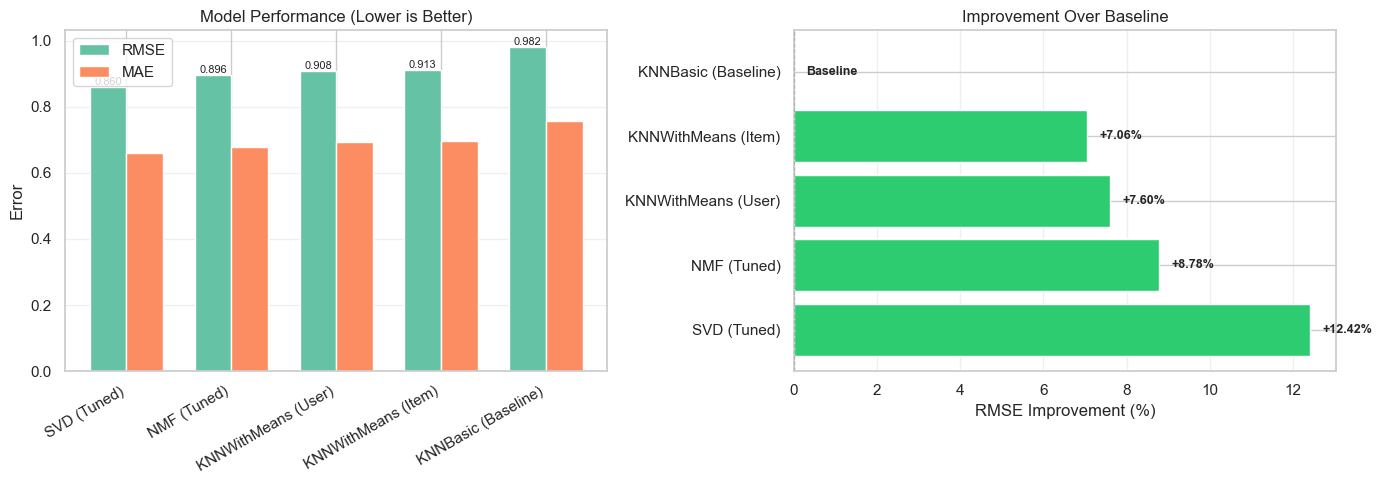 Model Performance (Lower is Better)
RMSE
MAE
0.860
0.896
0.908
0.913
0.982
1.0
0.8
0.6
0.4
0.2
0.0
Error
SVD (Tuned)
NMF (Tuned)
KNNWithMeans (User)
KNNWithMeans (Item)
KNNBasic (Baseline)
Improvement Over Baseline
KNNBasic (Baseline)
Baseline
KNNWithMeans (Item)
+7.06%
KNNWithMeans (User)
+7.60%
NMF (Tuned)
+8.78%
SVD (Tuned)
+12.42%
0 2 4 6 8 10 12
RMSE Improvement (%)